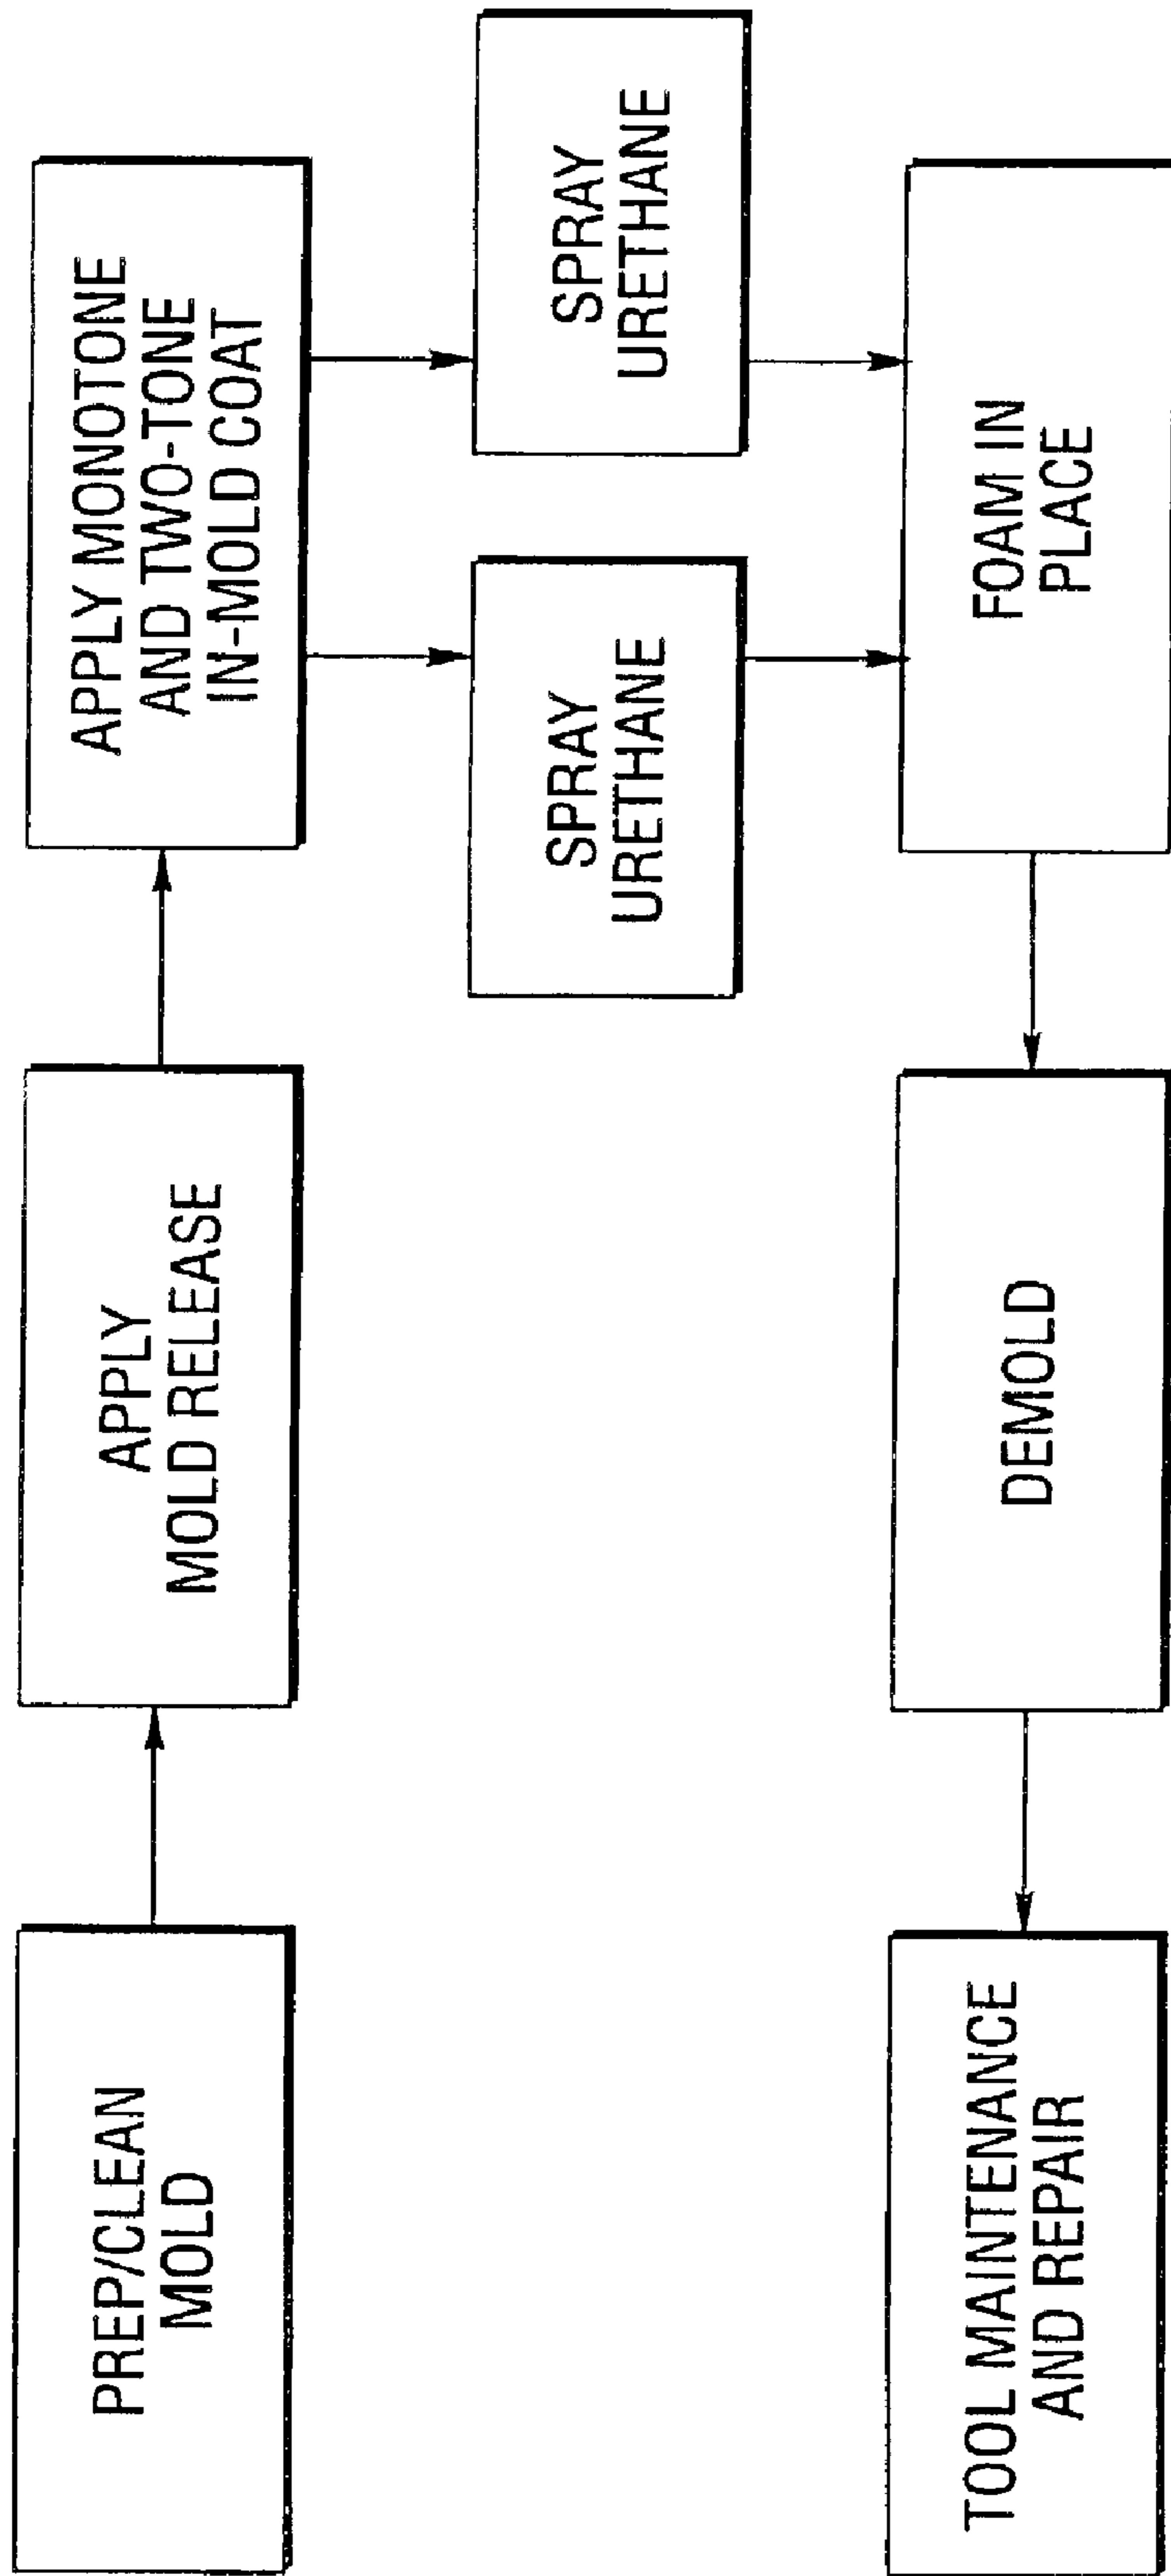 PREP/CLEAN
MOLD
APPLY
MOLD RELEASE
APPLY MONOTONE
AND TWO-TONE
IN-MOLD COAT
SPRAY
URETHANE
SPRAY
URETHANE
FOAM IN
PLACE
DEMOLD
TOOL MAINTENANCE
AND REPAIR